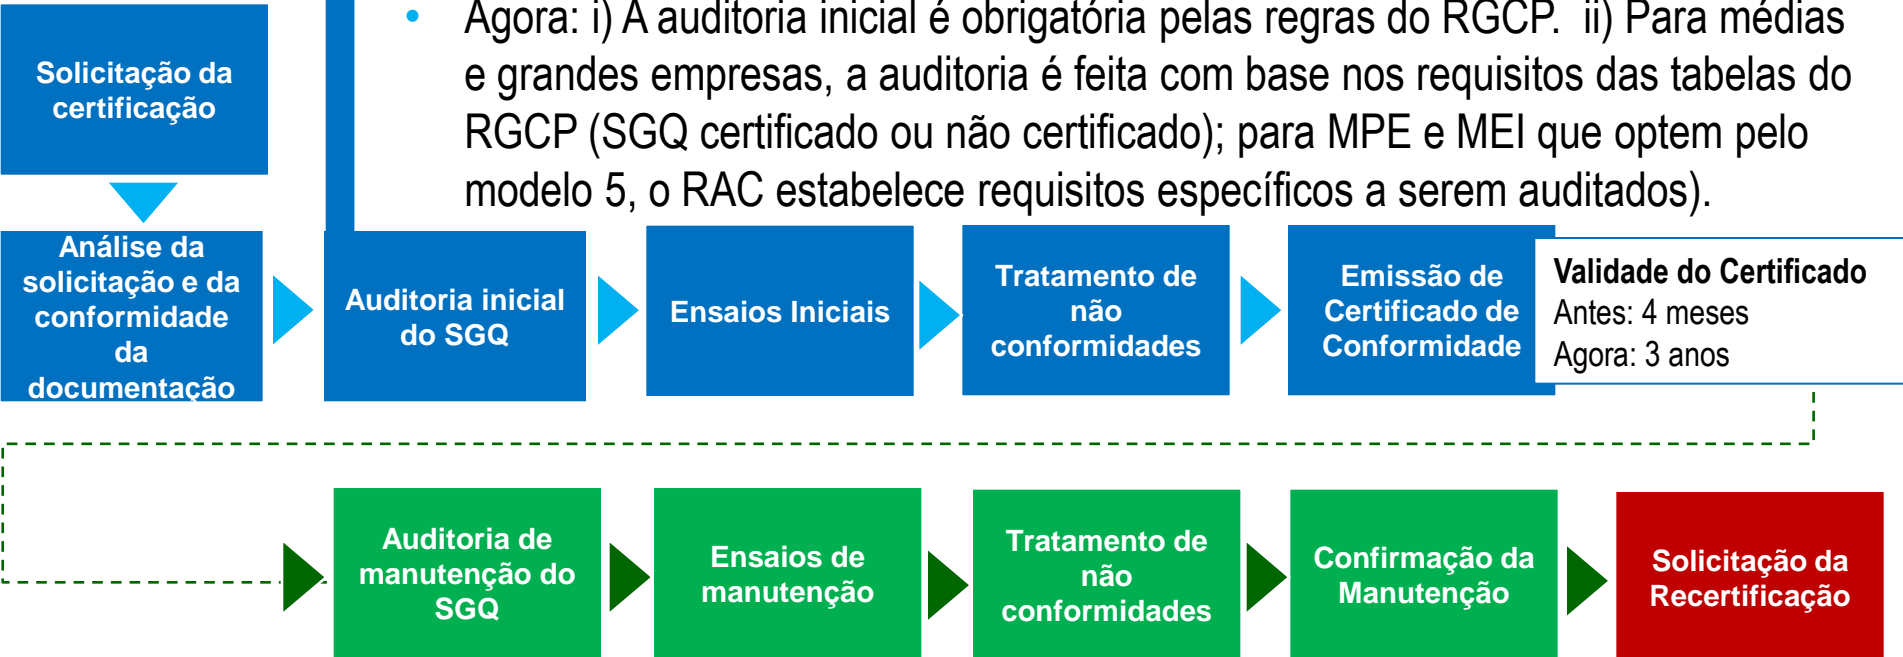 • Agora: i) A auditoria inicial é obrigatória pelas regras do RGCP. ii) Para médias
e grandes empresas, a auditoria é feita com base nos requisitos das tabelas do
RGCP (SGQ certificado ou não certificado); para MPE e MEI que optem pelo
modelo 5, o RAC estabelece requisitos específicos a serem auditados).
Solicitação da
certificação
Análise da
solicitação e da
conformidade
da
documentação
Auditoria inicial
do SGQ
Ensaios Iniciais
Tratamento de
não
conformidades
Emissão de
Certificado de
Conformidade
Validade do Certificado
Antes: 4 meses
Agora: 3 anos
Auditoria de
manutenção do
SGQ
Ensaios de
manutenção
Tratamento de
não
conformidades
Confirmação da
Manutenção
Solicitação da
Recertificação